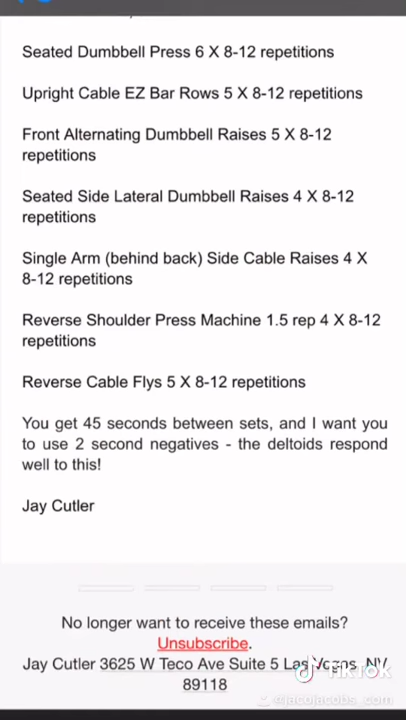 Seated Dumbbell Press 6 X 8-12 repetitions
Upright Cable EZ Bar Rows 5 X 8-12 repetitions
Front Alternating Dumbbell Raises 5 X 8-12
repetitions
Seated Side Lateral Dumbbell Raises 4 X 8-12
repetitions
Single Arm (behind back) Side Cable Raises 4 X
8-12 repetitions
Reverse Shoulder Press Machine 1.5 rep 4 X 8-12
repetitions
Reverse Cable Flys 5 X 8-12 repetitions
You get 45 seconds between sets, and I want you
to use 2 second negatives - the deltoids respond
well to this!
Jay Cutler
No longer want to receive these emails?
Unsubscribe.
Jay Cutler 3625 W Teco Ave Suite 5 Las Vegas, NV
89118
TikTok
@jacojacobs_com